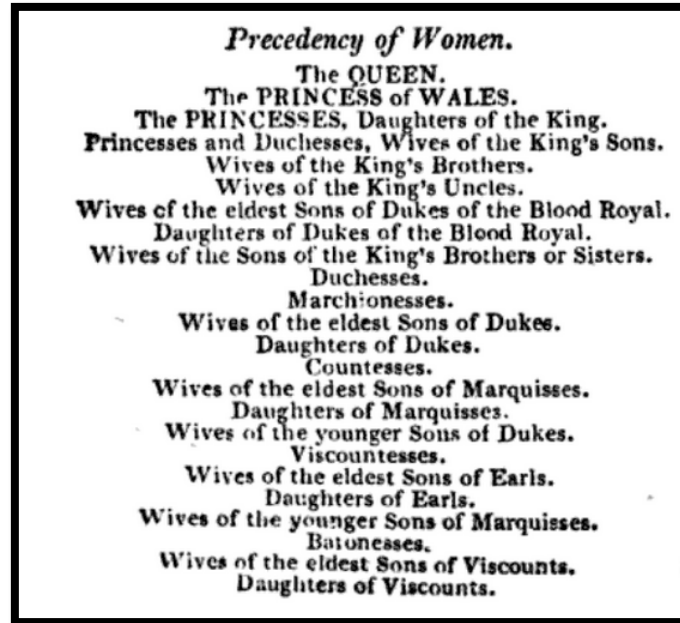 Precedency of Women.
The QUEEN.
The PRINCESS of WALES.
The PRINCESSES, Daughters of the King.
Princesses and Duchesses, Wives of the King's Sons.
Wives of the King's Brothers.
Wives of the King's Uncles.
Wives of the eldest Sons of Dukes of the Blood Royal.
Daughters of Dukes of the Blood Royal.
Wives of the Sons of the King's Brothers or Sisters.
Duchesses.
Marchionesses.
Wives of the eldest Sons of Dukes.
Daughters of Dukes.
Countesses.
Wives of the eldest Sons of Marquisses.
Daughters of Marquisses.
Wives of the younger Sons of Dukes.
Viscountesses.
Wives of the eldest Sons of Earls.
Daughters of Earls.
Wives of the younger Sons of Marquisses.
Baronesses.
Wives of the eldest Sons of Viscounts.
Daughters of Viscounts.